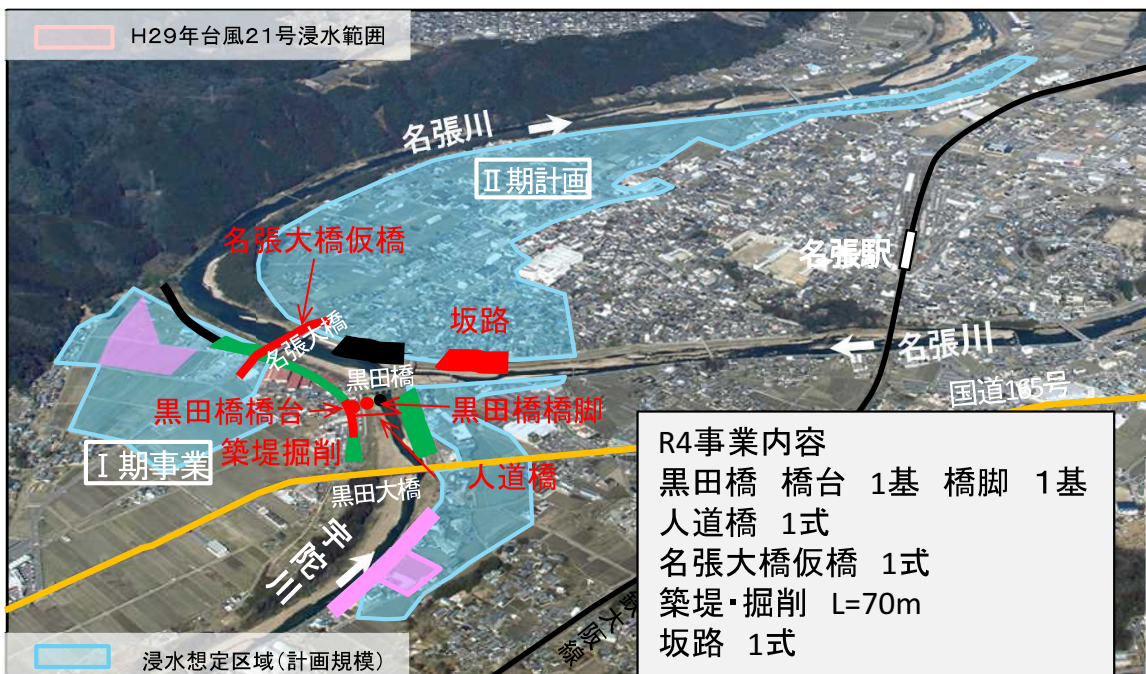 H29年台風21号浸水範囲
名張川
Ⅱ期計画
名張大橋仮橋
名張駅
名張大橋
坂路
名張川
黒田橋
国道165号
黒田橋橋台
黒田橋橋脚
築堤掘削
Ⅰ期事業
人道橋
黒田大橋
宇陀川
R4事業内容
黒田橋 橋台 1基 橋脚 1基
人道橋 1式
名張大橋仮橋 1式
築堤・掘削 L=70m
坂路 1式
大阪線
浸水想定区域(計画規模)